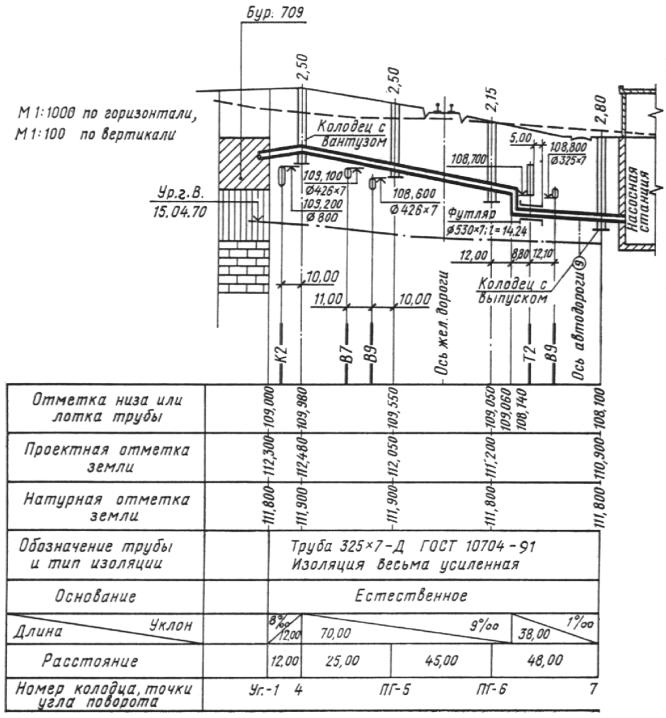 Бур. 709
М 1:1000 по горизонтали,
М 1:100 по вертикали
2,50
2,50
2,15
2,80
Колодец с
вантузом
5,00
108,800
Ø325×7
108,700
109,100
Ø426×7
109,200
Ø800
108,600
Ø426×7
Ур.г.В.
15.04.70
Футляр
Ø530×7; l=14,24
Насосная
станция
10,00
11,00
10,00
12,00
8,80
12,10
9
Колодец с
выпуском
К2
В7
В9
Ось жел. дороги
Т2
В9
Ось автодороги
Отметка низа или
лотка трубы
109,000
109,980
109,550
109,050
109,060
108,140
108,100
Проектная отметка
земли
112,300
112,480
112,050
111,200
110,900
Натурная отметка
земли
111,800
111,900
111,900
111,800
111,800
Обозначение трубы
и тип изоляции
Труба 325×7-Д ГОСТ 10704-91
Изоляция весьма усиленная
Основание
Естественное
Длина
Уклон
8‰
12,00
70,00
9‰
38,00
1‰
Расстояние
12,00
25,00
45,00
48,00
Номер колодца, точки
угла поворота
Уг.-1
4
ПГ-5
ПГ-6
7